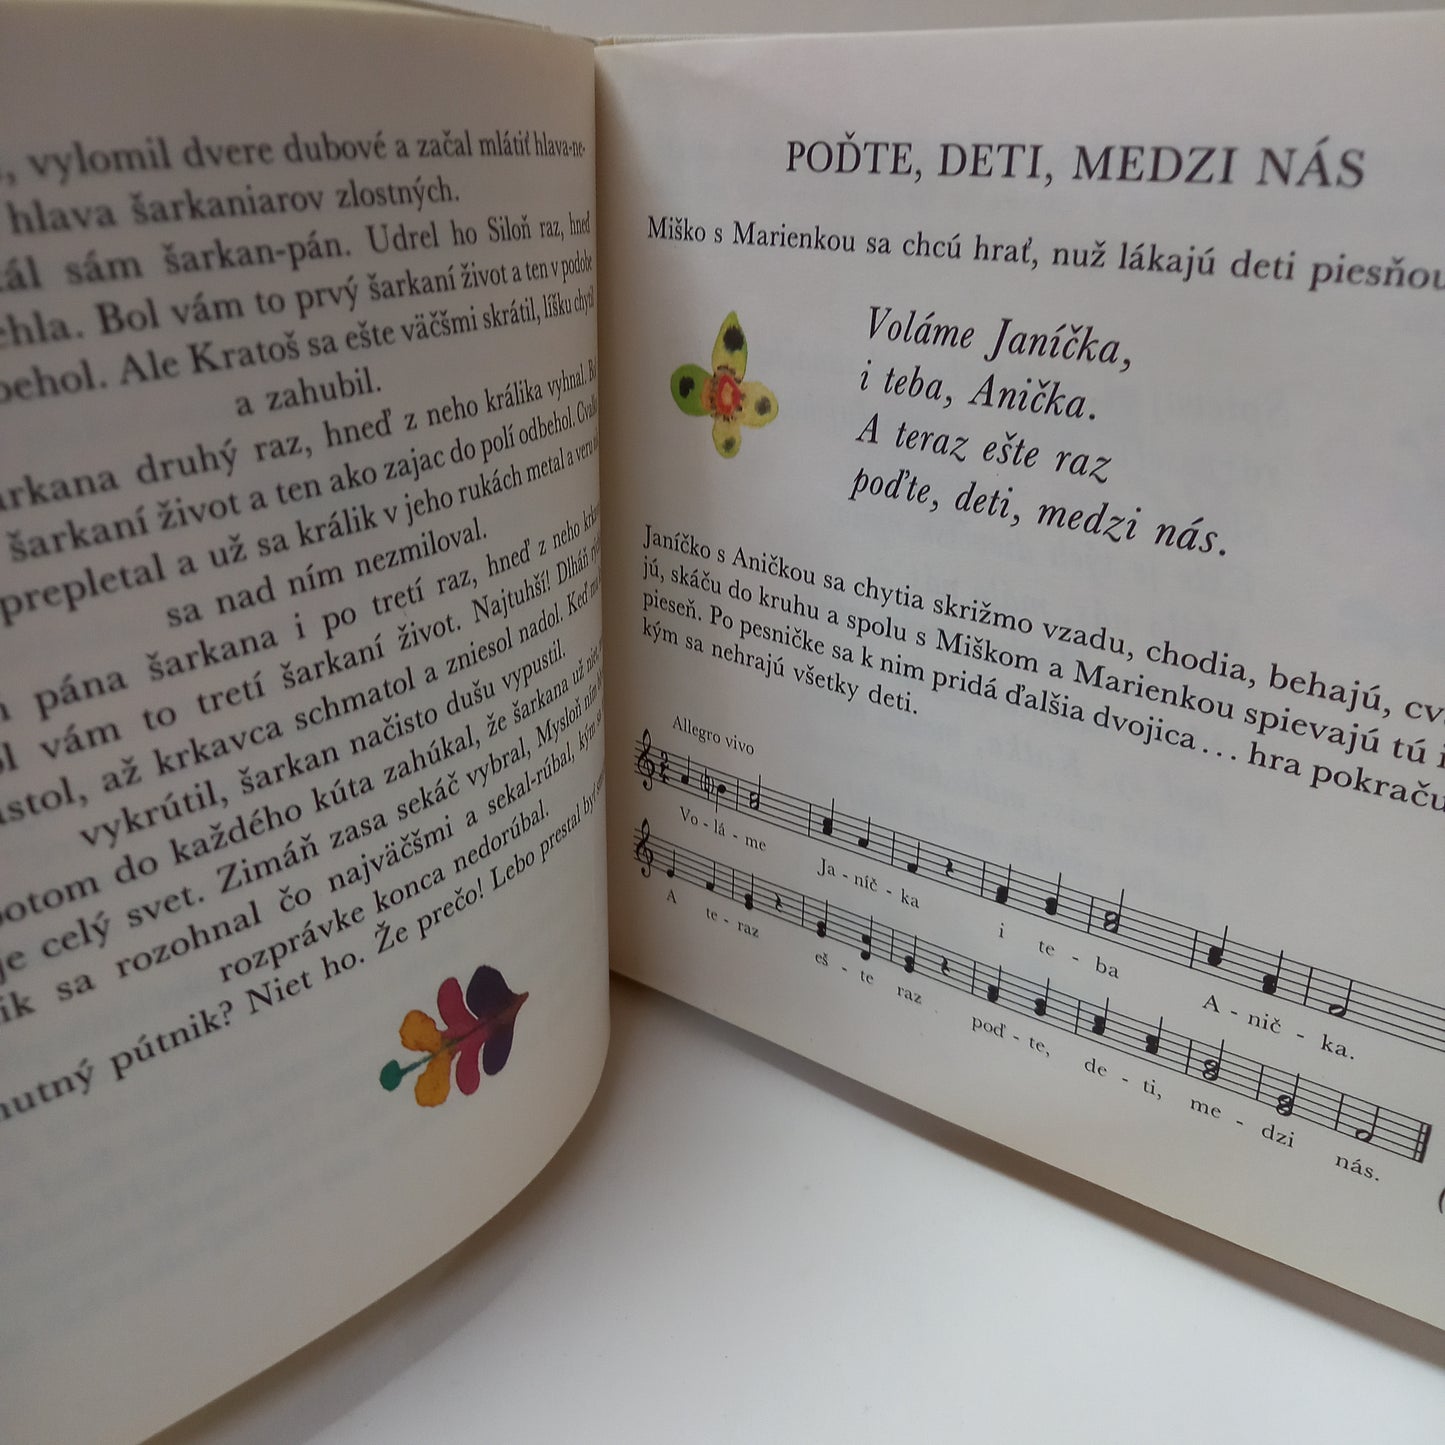 vylomil dvere dubové a začal mlátiť hlava-ne-
hlava šarkaniarov zlostných.
sám šarkan-pán. Udrel ho Siloň raz, hneď
Bol vám to prvý šarkaní život a ten v podobe
Ale Kratoš sa ešte väčšmi skrátil, líšku chytil
a zahubil.
druhý raz, hneď z neho králika vyhnal.
šarkaní život a ten ako zajac do polí odbehol.
prepletal a už sa králik v jeho rukách metal a veru
sa nad ním nezmiloval.
pána šarkana i po tretí raz, hneď z neho
vám to tretí šarkaní život. Najtuhší! Dlháň
až krkavca schmatol a zniesol nadol. Keď mu
vykrútil, šarkan načisto dušu vypustil.
potom do každého kúta zahúkal, že šarkana už niet
je celý svet. Zimáň zasa sekáč vybral, Mysloň ním
sa rozohnal čo najväčšmi a sekal-rúbal, kým
rozprávke konca nedorúbal.
pútnik? Niet ho. Že prečo! Lebo prestal byť
POĎTE, DETI, MEDZI NÁS
Miško s Marienkou sa chcú hrať, nuž lákajú deti piesňou
Voláme Janíčka,
i teba, Anička.
A teraz ešte raz
poďte, deti, medzi nás.
Janíčko s Aničkou sa chytia skrižmo vzadu, chodia, behajú,
jú, skáču do kruhu a spolu s Miškom a Marienkou spievajú tú
pieseň. Po pesničke sa k nim pridá ďalšia dvojica... hra
kým sa nehrajú všetky deti.
Allegro vivo
Vo - lá - me Ja - níč - ka i te - ba A - nič - ka.
A te - raz eš - te raz poď - te, de - ti, me - dzi nás.